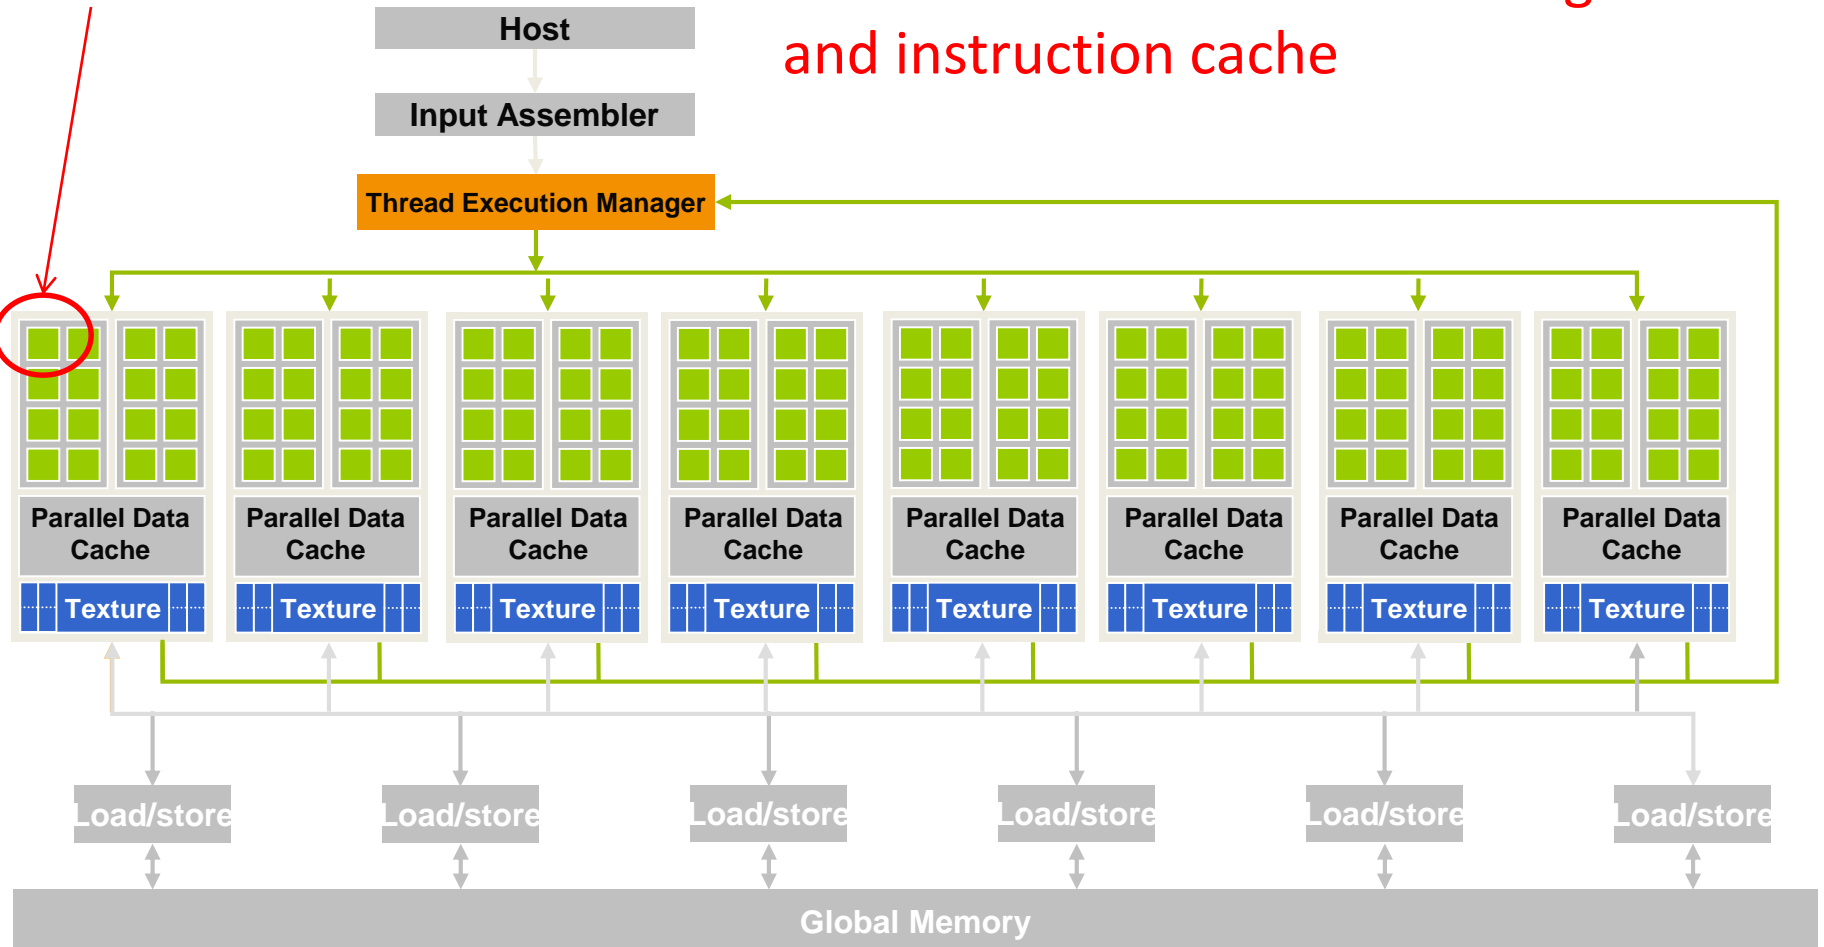 and instruction cache
Host
Input Assembler
Thread Execution Manager
Parallel Data
Cache
Parallel Data
Cache
Parallel Data
Cache
Parallel Data
Cache
Parallel Data
Cache
Parallel Data
Cache
Parallel Data
Cache
Parallel Data
Cache
Texture
Texture
Texture
Texture
Texture
Texture
Texture
Texture
Load/store
Load/store
Load/store
Load/store
Load/store
Load/store
Global Memory